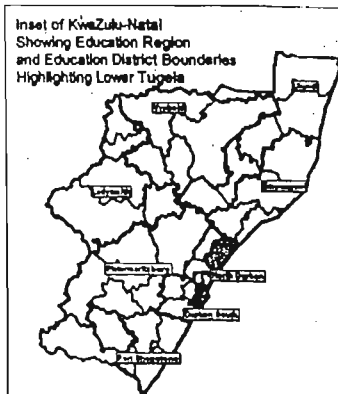 Inset of KwaZulu-Natal
Showing Education Region
and Education District Boundaries
Highlighting Lower Tugela
Vryheid
Ladysmith
Pietermaritzburg
North Durban
Durban South
Port Shepstone